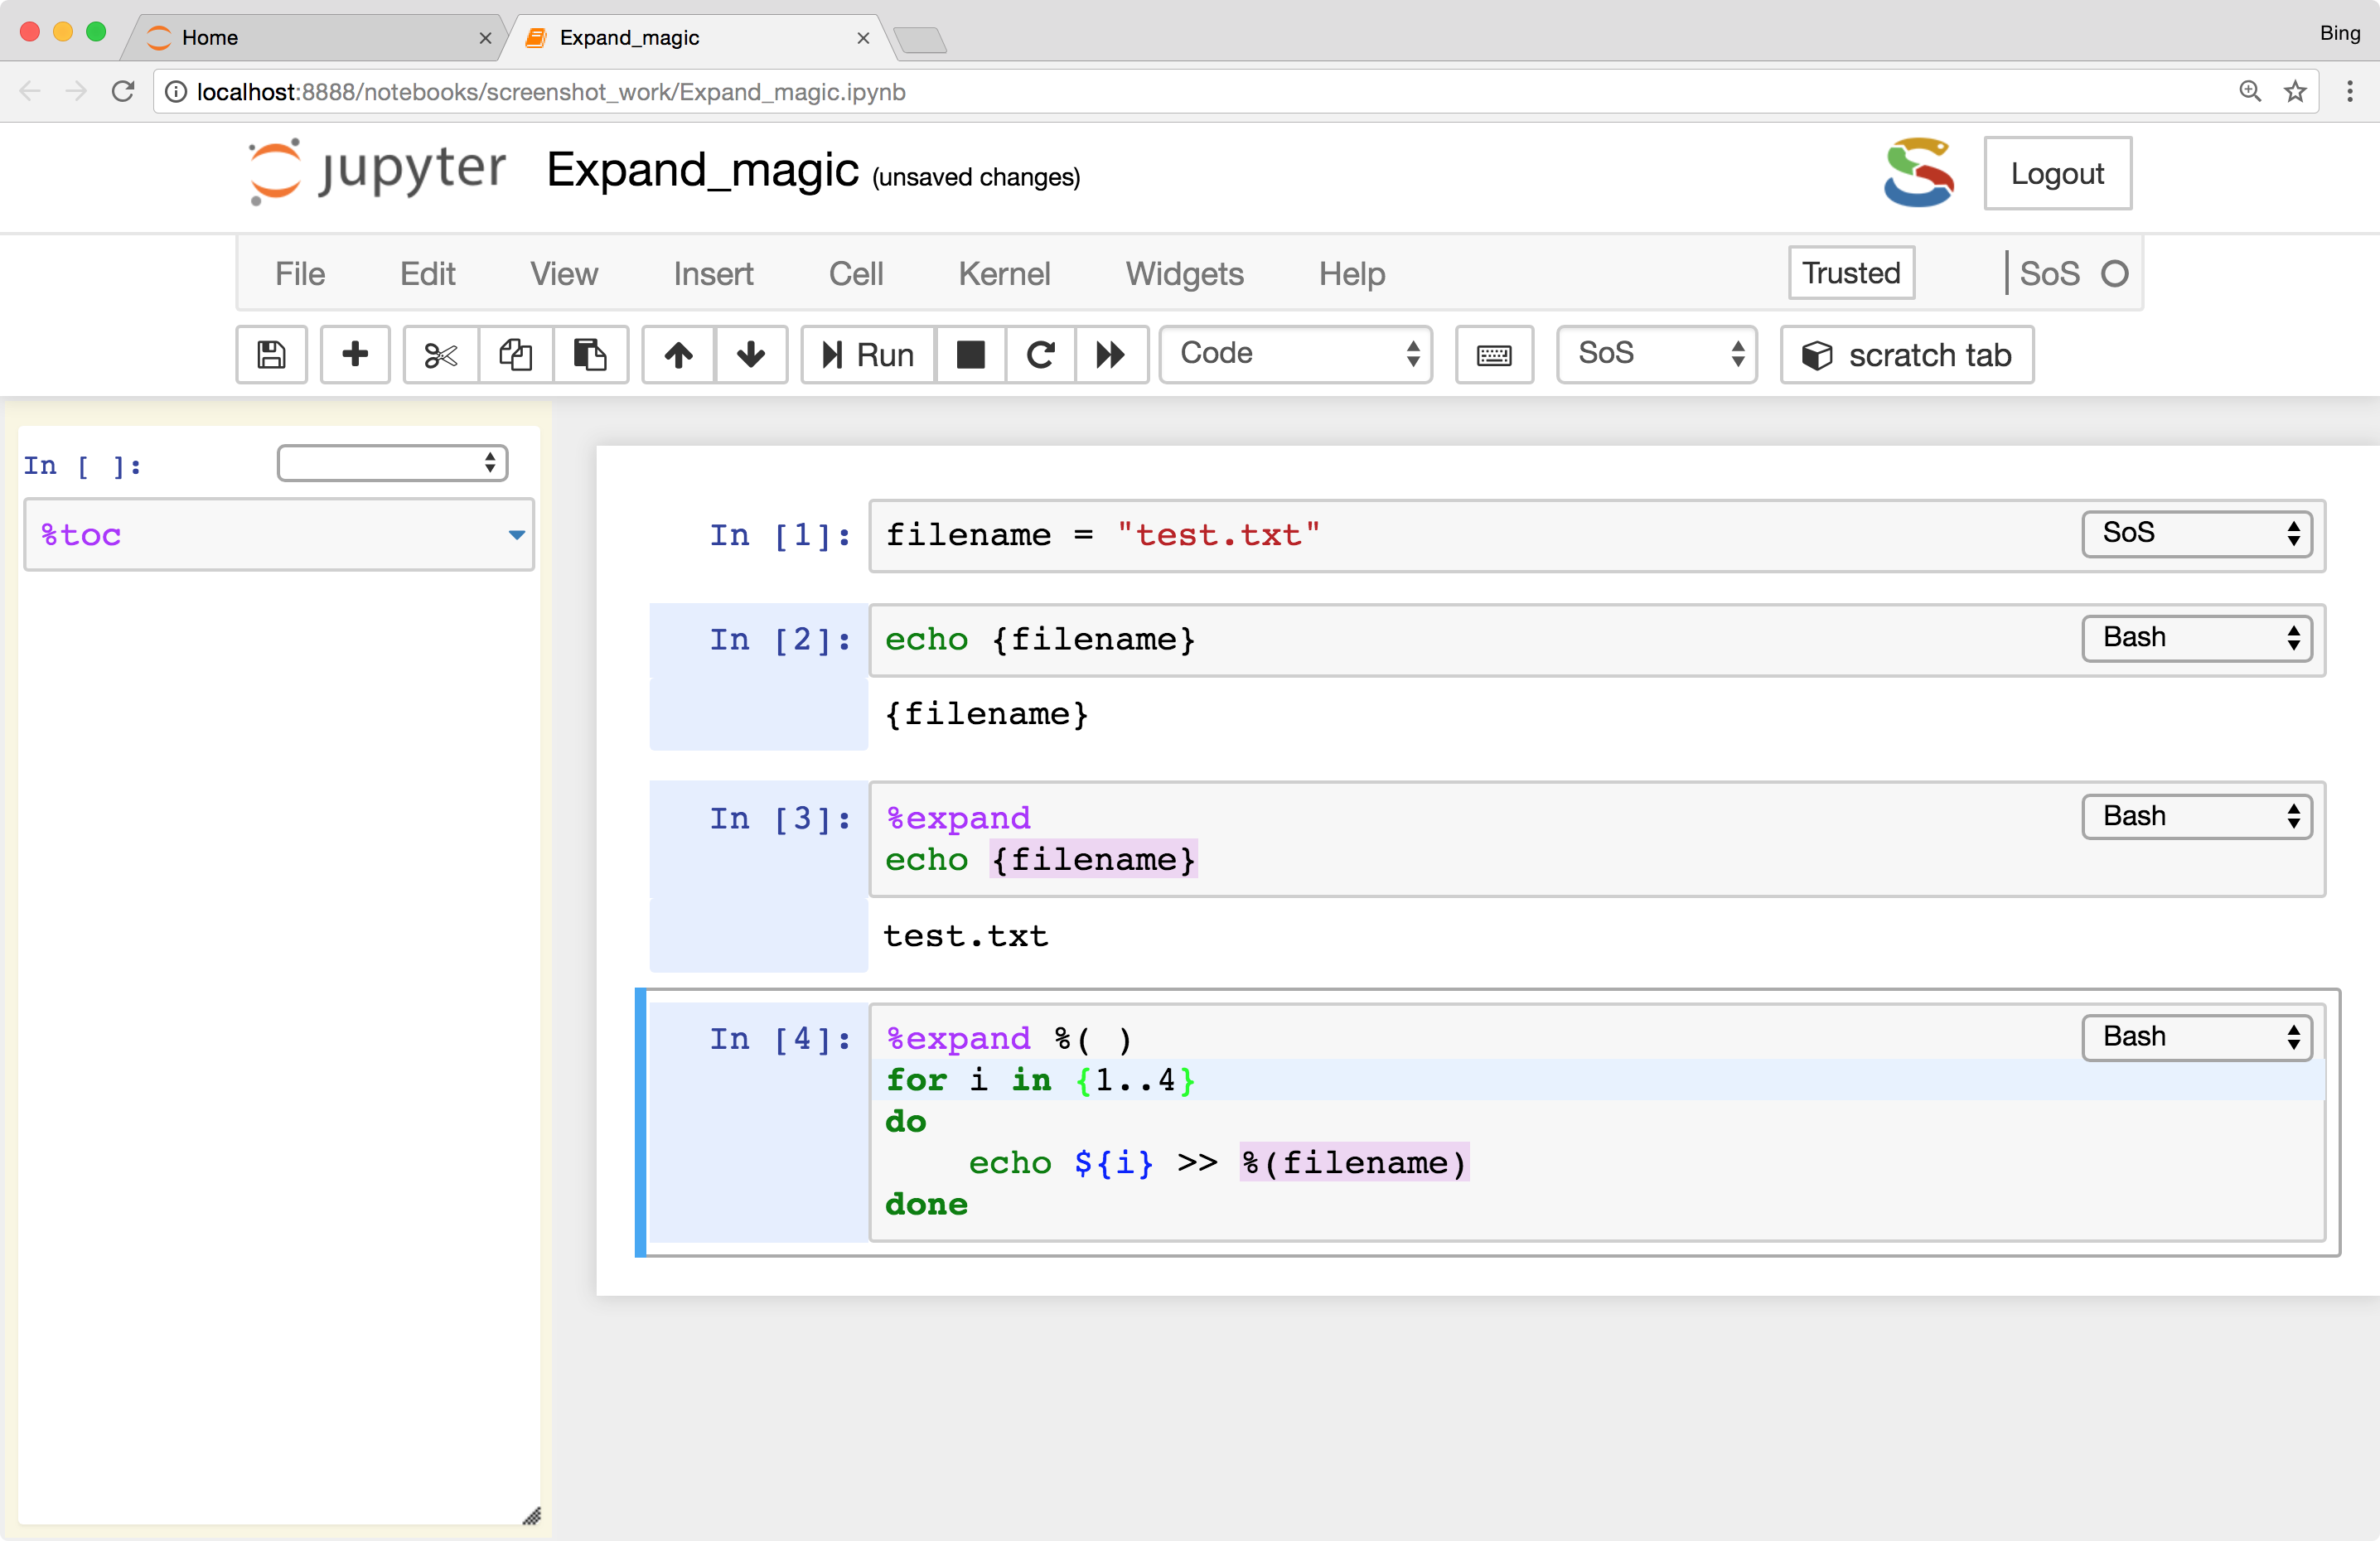 Home
Expand_magic
Bing
localhost:8888/notebooks/screenshot_work/Expand_magic.ipynb
jupyter Expand_magic (unsaved changes)
Logout
File Edit View Insert Cell Kernel Widgets Help Trusted SoS
Run Code SoS scratch tab
In [ ]:
%toc
In [1]: filename = "test.txt" SoS
In [2]: echo {filename} Bash
{filename}
In [3]: %expand Bash
echo {filename}
test.txt
In [4]: %expand %( ) Bash
for i in {1..4}
do
echo ${i} >> %(filename)
done